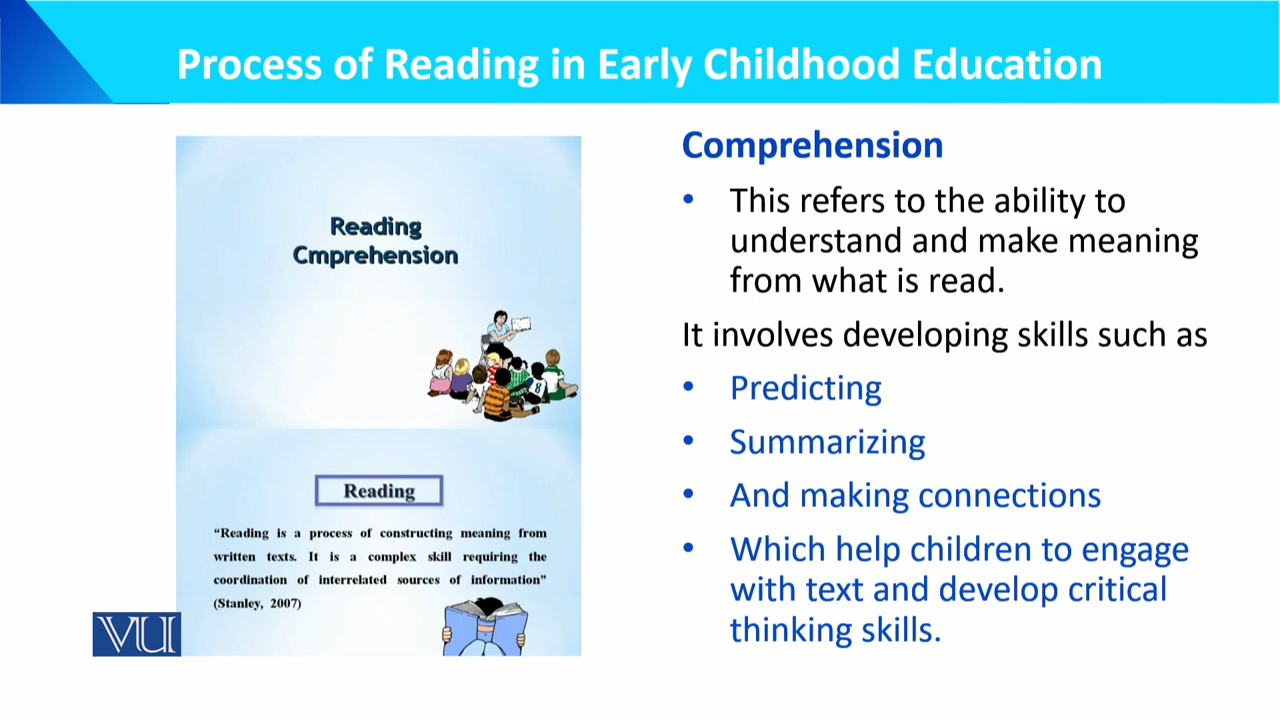 Process of Reading in Early Childhood Education
Reading
Cmprehension
8
Reading
“Reading is a process of constructing meaning from
written texts. It is a complex skill requiring the
coordination of interrelated sources of information”
(Stanley, 2007)
VU
Comprehension
• This refers to the ability to
understand and make meaning
from what is read.
It involves developing skills such as
• Predicting
• Summarizing
• And making connections
• Which help children to engage
with text and develop critical
thinking skills.